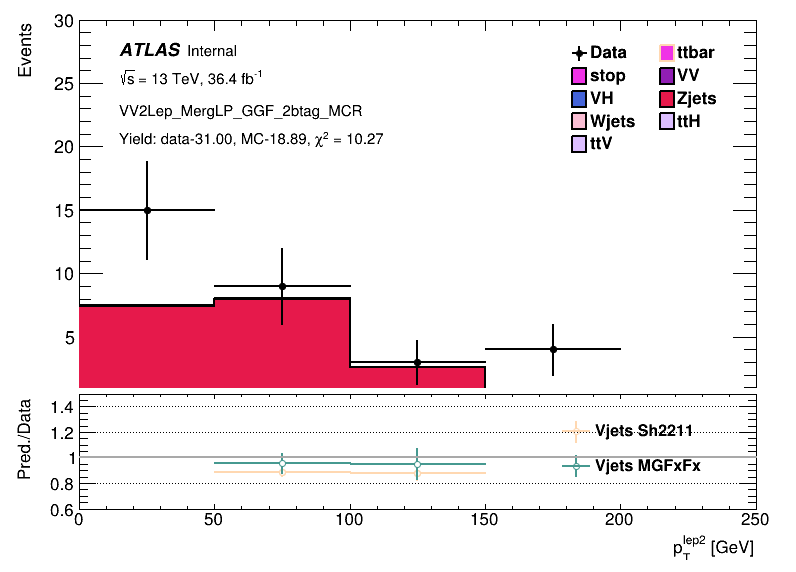 Events
30
25
20
15
10
5
ATLAS Internal
√s = 13 TeV, 36.4 fb⁻¹
VV2Lep_MergLP_GGF_2btag_MCR
Yield: data-31.00, MC-18.89, χ² = 10.27
Data
ttbar
stop
VV
VH
Zjets
Wjets
ttH
ttV
Pred./Data
1.4
1.2
1
0.8
0.6
Vjets Sh2211
Vjets MGFxFx
0 50 100 150 200 250
p_T^lep2 [GeV]